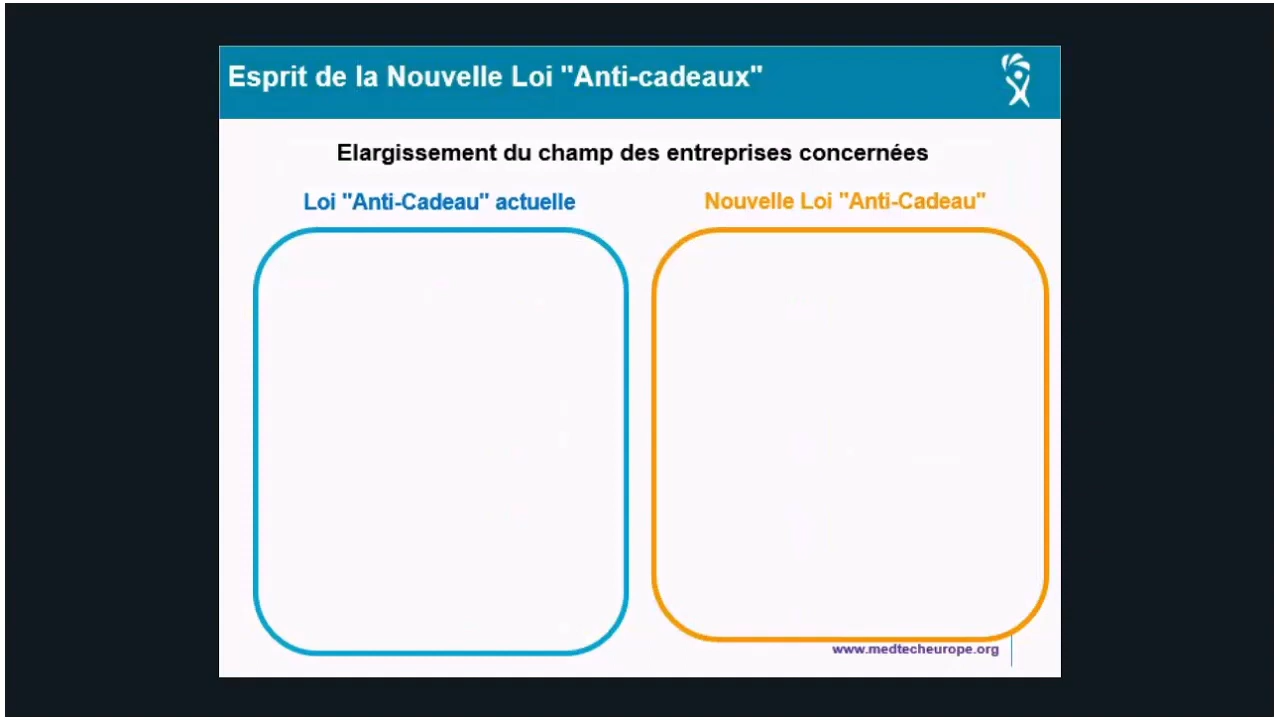 Esprit de la Nouvelle Loi "Anti-cadeaux"
Elargissement du champ des entreprises concernées
Loi "Anti-Cadeau" actuelle
Nouvelle Loi "Anti-Cadeau"
www.medtecheurope.org